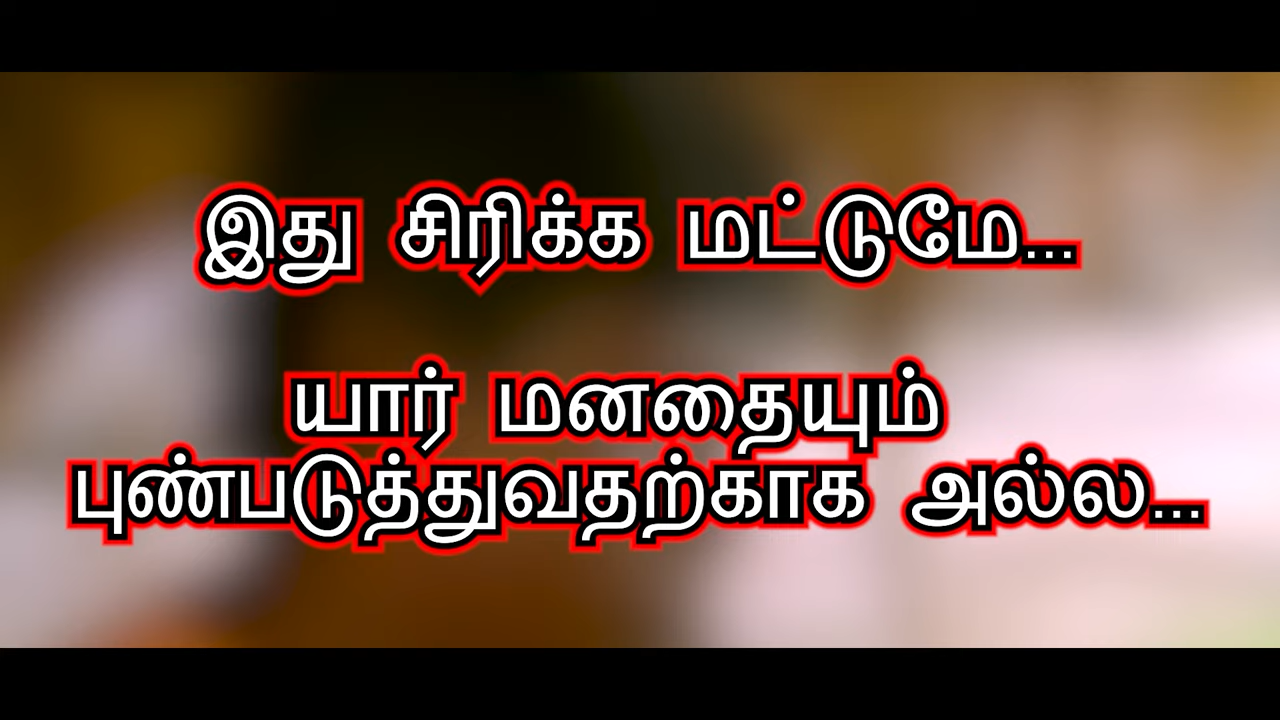 இது சிரிக்க மட்டுமே...
யார் மனதையும்
புண்படுத்துவதற்காக அல்ல...